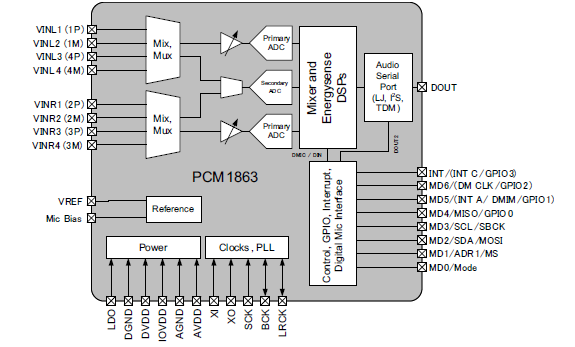 VINL1 (1P)
VINL2 (1M)
VINL3 (4P)
VINL4 (4M)
VINR1 (2P)
VINR2 (2M)
VINR3 (3P)
VINR4 (3M)
Mix,
Mux
Mix,
Mux
Primary
ADC
Secondary
ADC
Primary
ADC
Mixer and
Energysense
DSPs
Audio
Serial
Port
(LJ, I²S,
TDM)
DOUT
DMIC / DIN
DOUT2
PCM1863
VREF
Mic Bias
Reference
Control, GPIO, Interrupt,
Digital Mic Interface
INT/(INT C/GPIO3)
MD6/(DM CLK/GPIO2)
MD5/(INT A/ DMIM/GPIO1)
MD4/MISO/GPIO0
MD3/SCL/SBCK
MD2/SDA/MOSI
MD1/ADR1/MS
MD0/Mode
Power
Clocks, PLL
LDO
DGND
DVDD
IOVDD
AGND
AVDD
XI
XO
SCK
BCK
LRCK